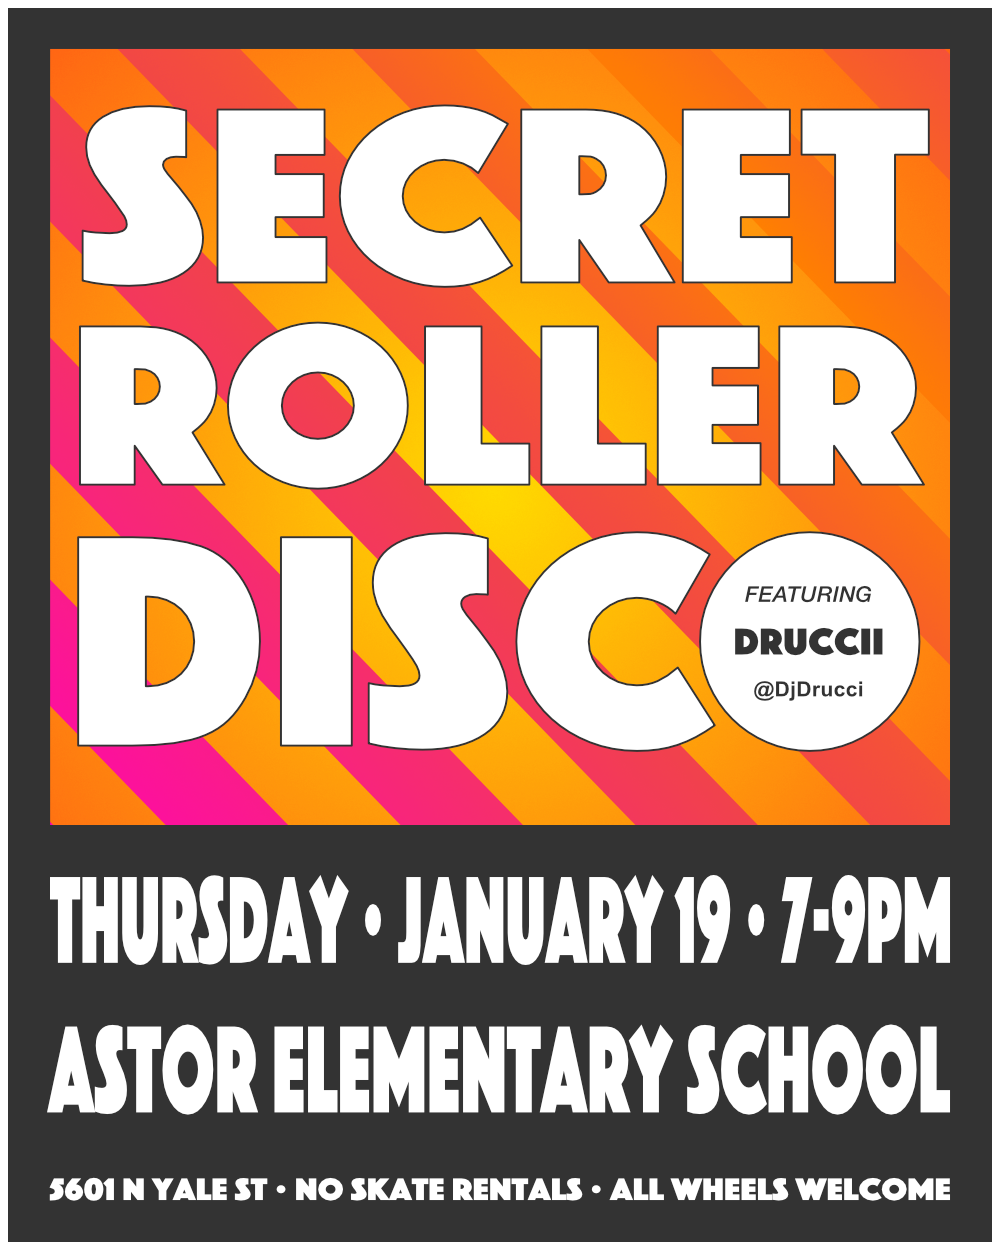 SECRET
ROLLER
DISCO
FEATURING
DRUCCII
@DjDrucci
THURSDAY • JANUARY 19 • 7-9PM
ASTOR ELEMENTARY SCHOOL
5601 N YALE ST • NO SKATE RENTALS • ALL WHEELS WELCOME